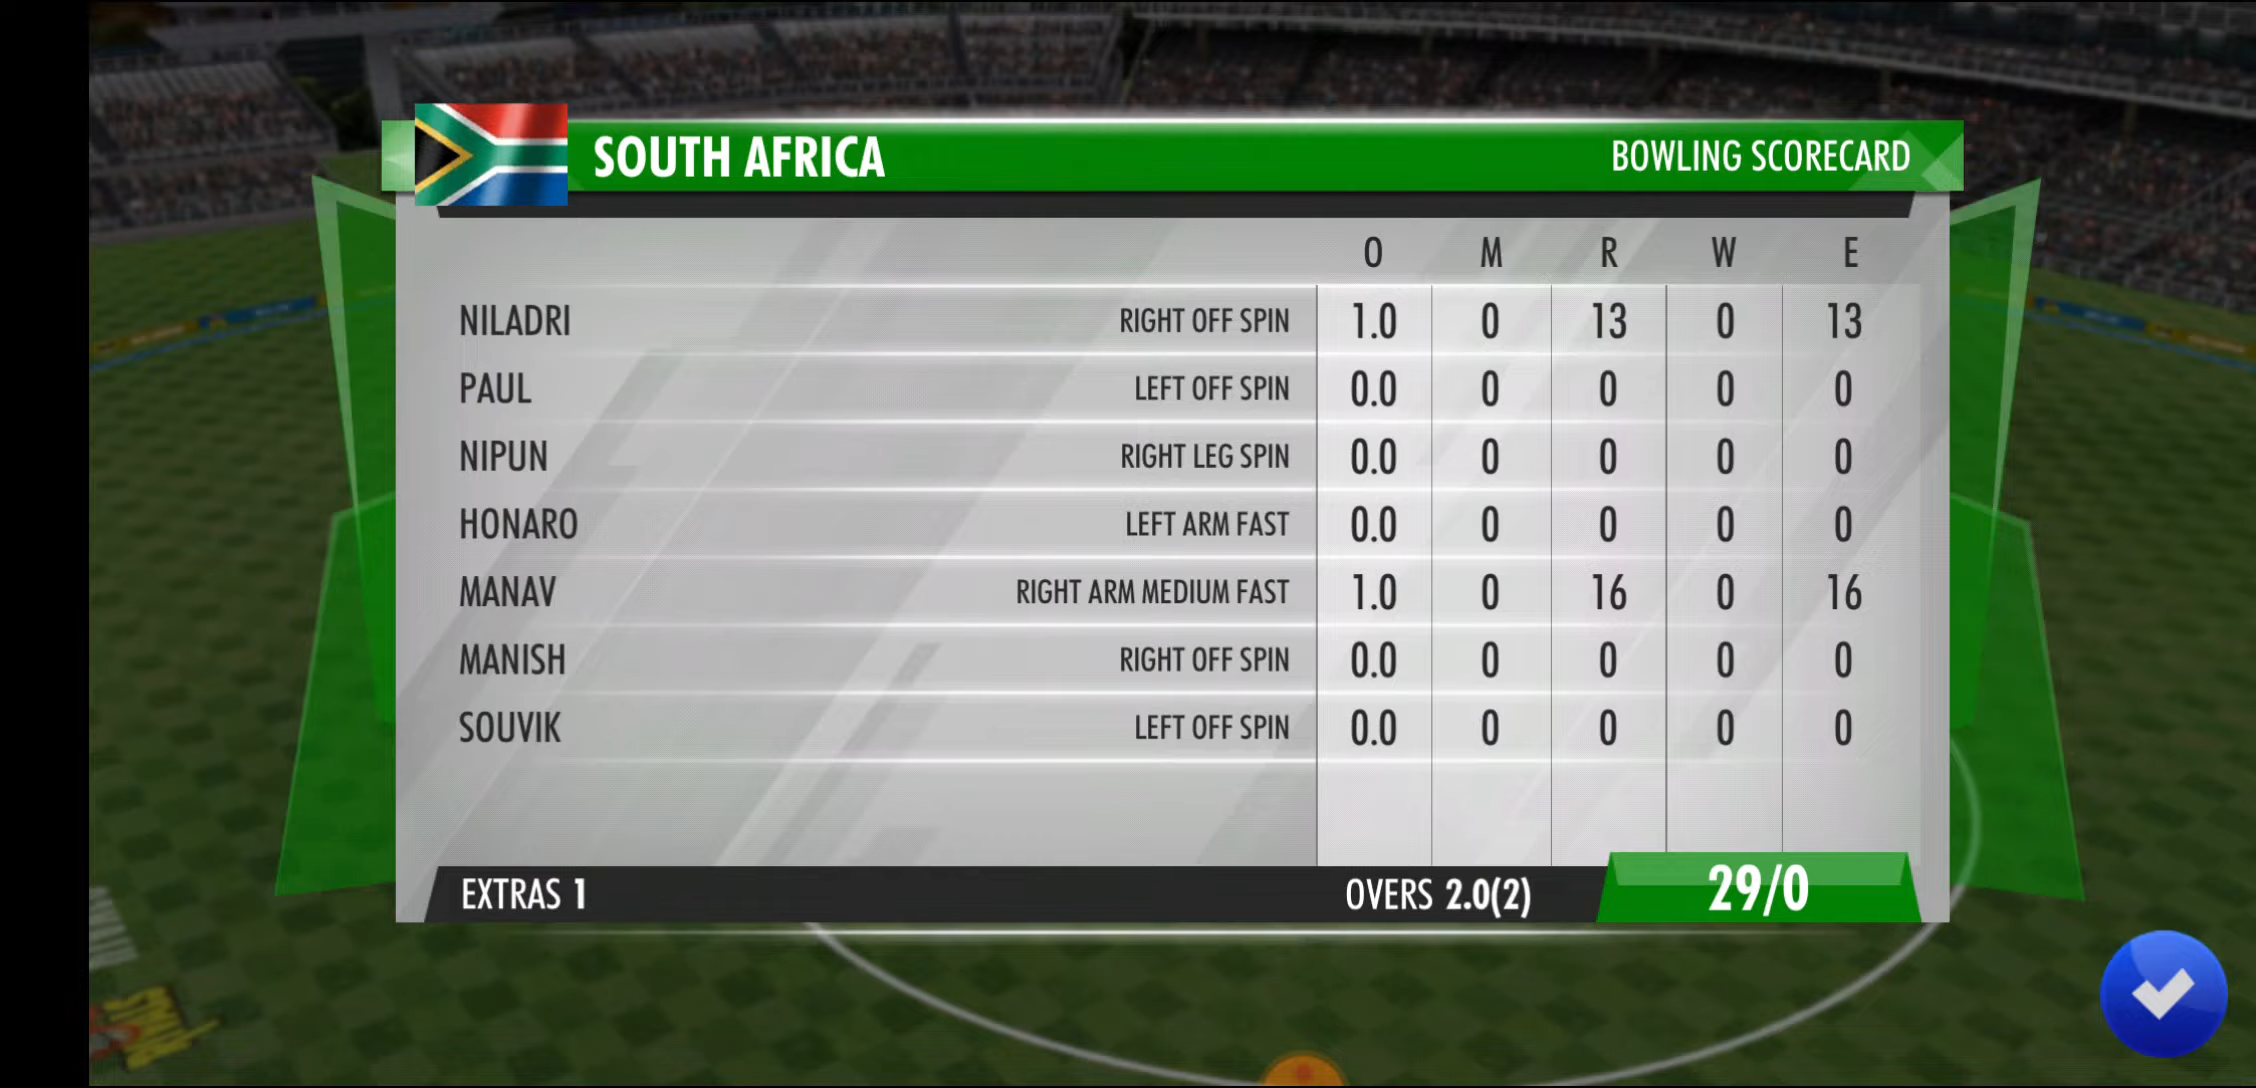 SOUTH AFRICA BOWLING SCORECARD
O M R W E
NILADRI RIGHT OFF SPIN 1.0 0 13 0 13
PAUL LEFT OFF SPIN 0.0 0 0 0 0
NIPUN RIGHT LEG SPIN 0.0 0 0 0 0
HONARO LEFT ARM FAST 0.0 0 0 0 0
MANAV RIGHT ARM MEDIUM FAST 1.0 0 16 0 16
MANISH RIGHT OFF SPIN 0.0 0 0 0 0
SOUVIK LEFT OFF SPIN 0.0 0 0 0 0
EXTRAS 1 OVERS 2.0(2) 29/0